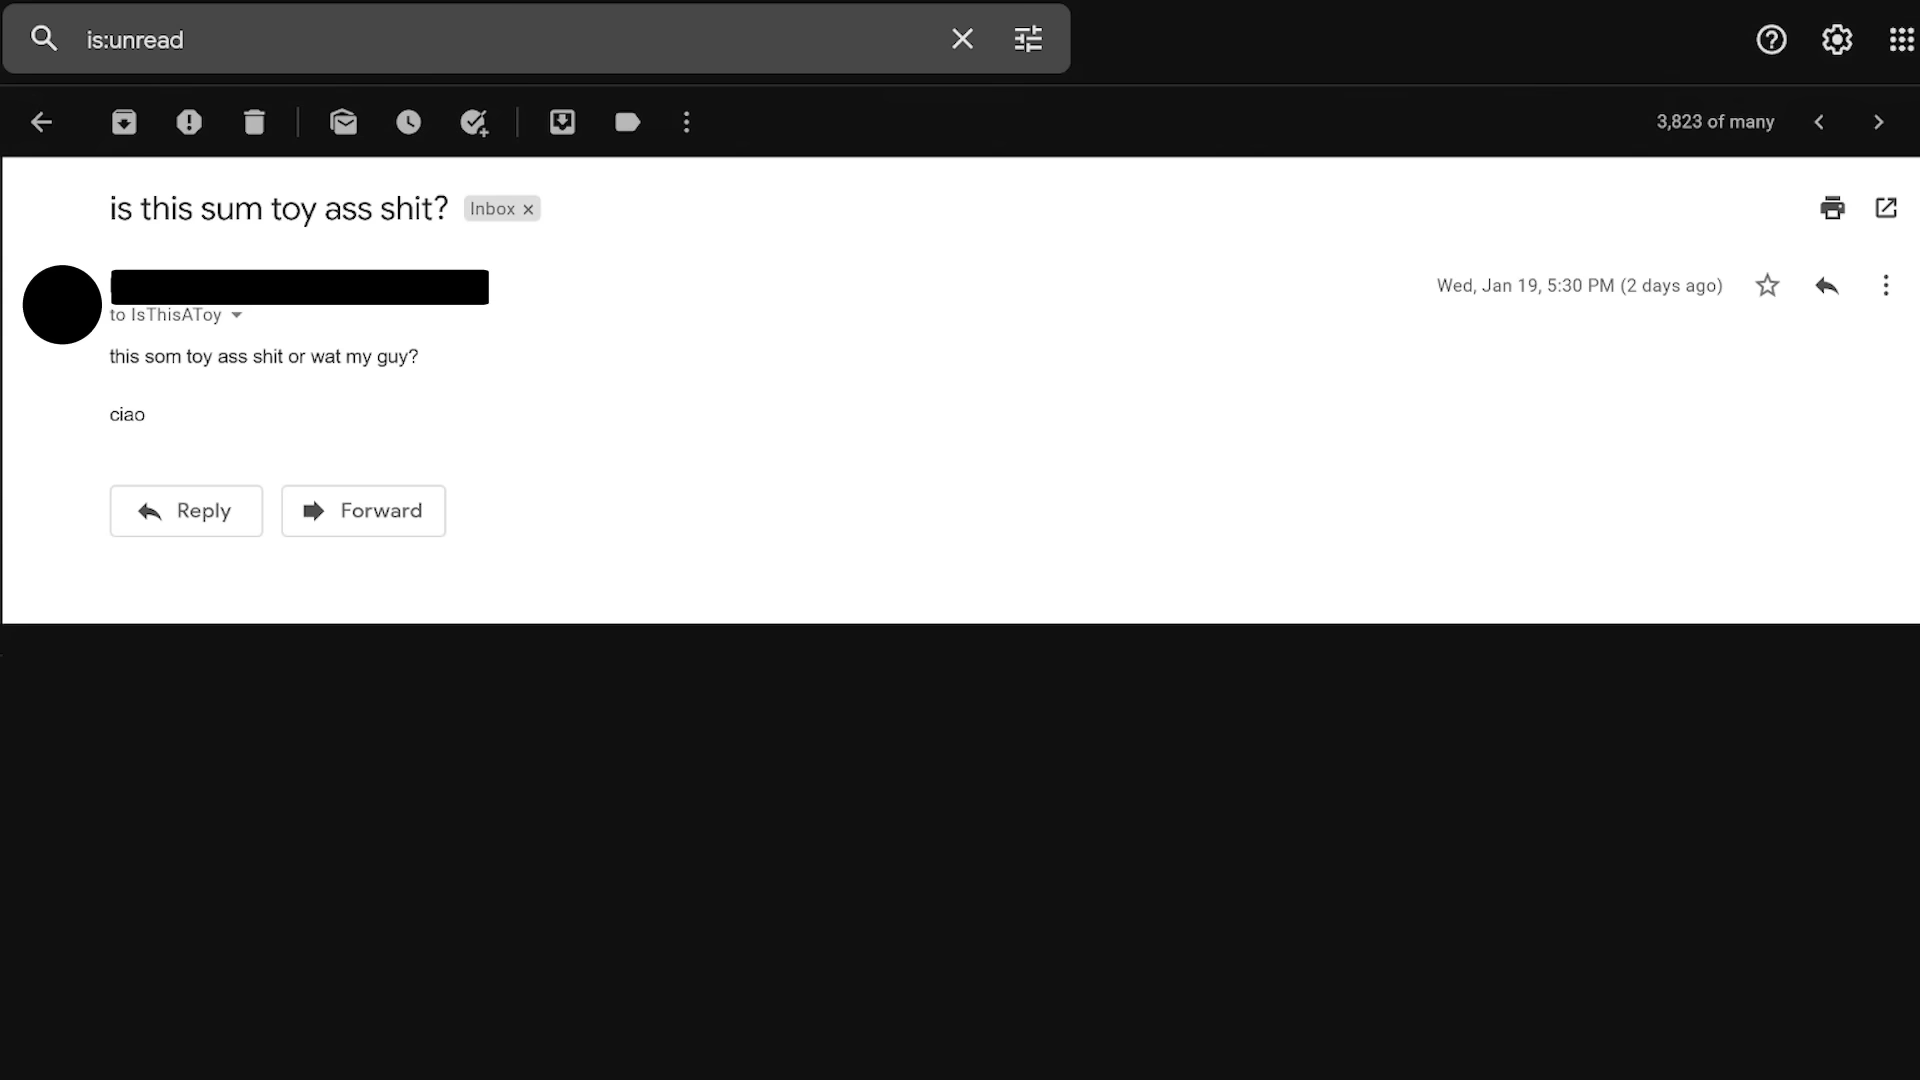 is:unread
3,823 of many
is this sum toy ass shit? Inbox ×
Wed, Jan 19, 5:30 PM (2 days ago)
to IsThisAToy
this som toy ass shit or wat my guy?
ciao
Reply Forward